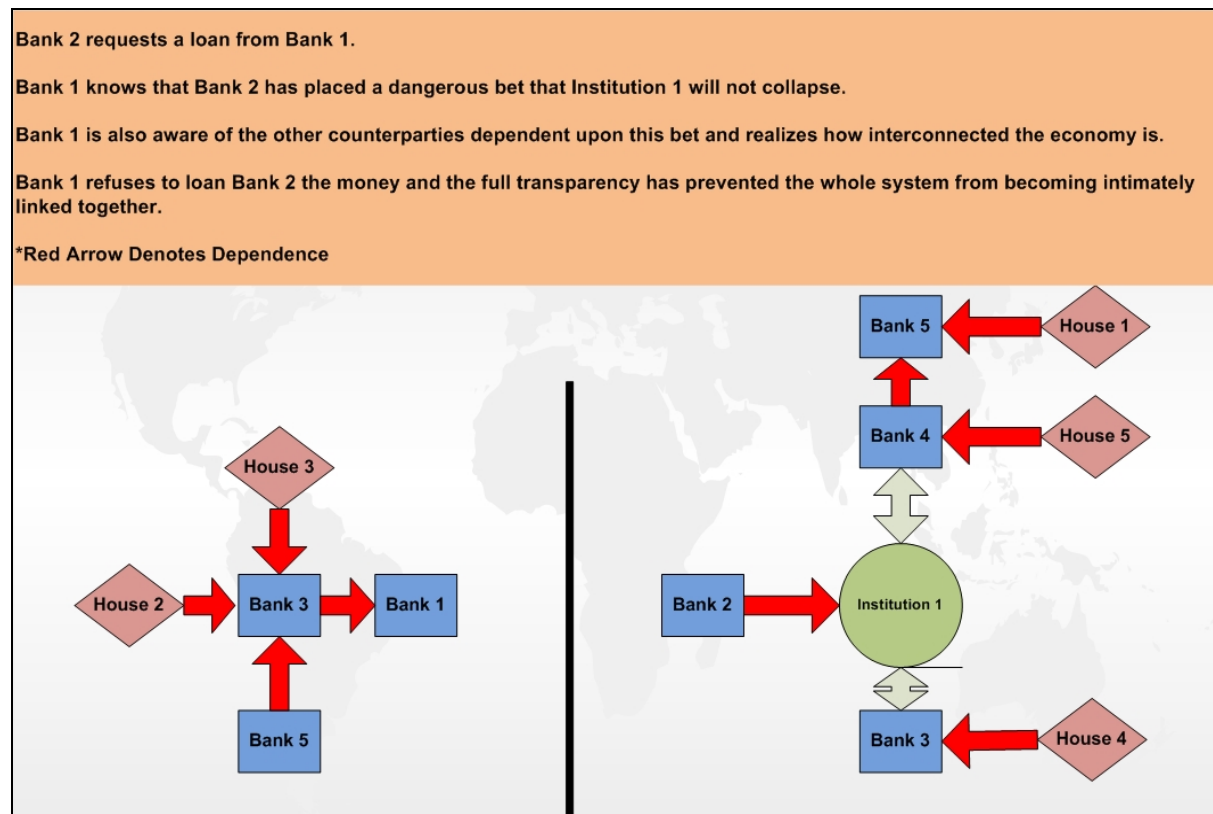 Bank 2 requests a loan from Bank 1.
Bank 1 knows that Bank 2 has placed a dangerous bet that Institution 1 will not collapse.
Bank 1 is also aware of the other counterparties dependent upon this bet and realizes how interconnected the economy is.
Bank 1 refuses to loan Bank 2 the money and the full transparency has prevented the whole system from becoming intimately
linked together.
*Red Arrow Denotes Dependence
House 3
House 2
Bank 3
Bank 1
Bank 5
Bank 5
House 1
Bank 4
House 5
Bank 2
Institution 1
Bank 3
House 4